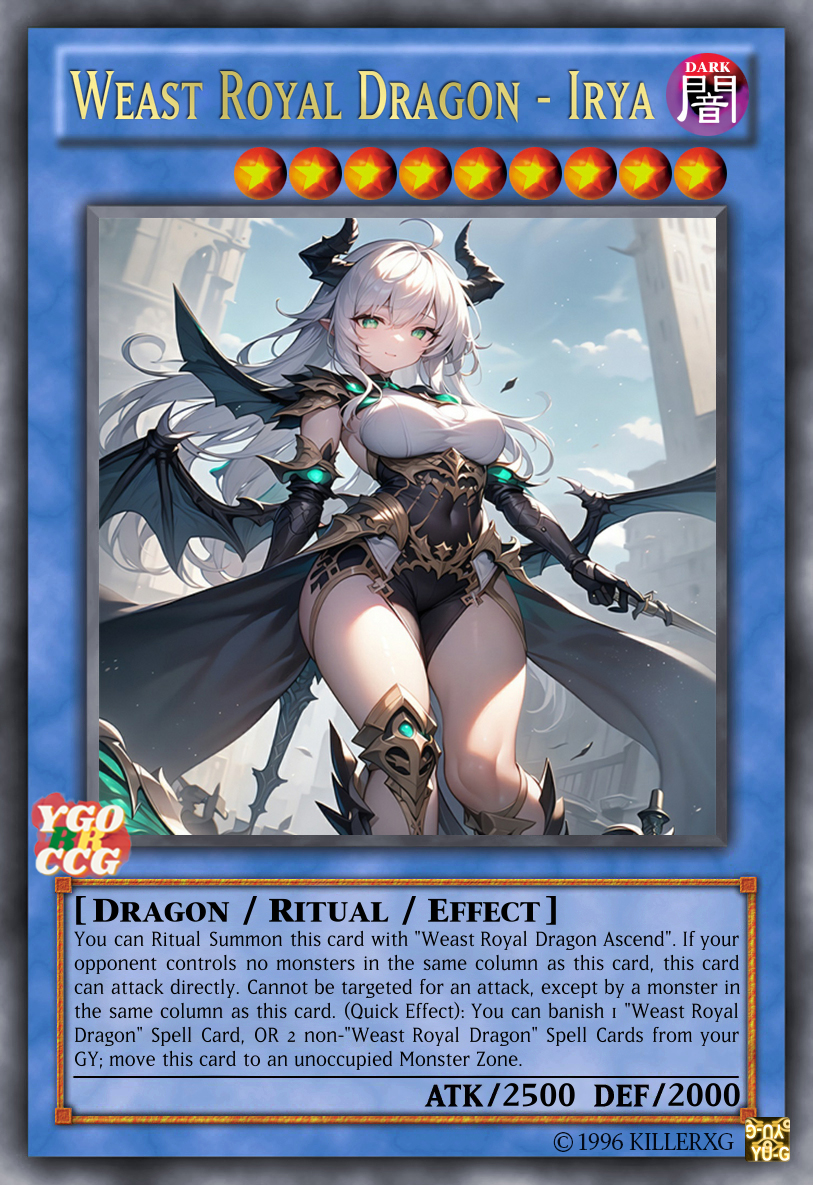 Weast Royal Dragon - Irya
DARK
闇
YGO
CCG
[ Dragon / Ritual / Effect ]
You can Ritual Summon this card with "Weast Royal Dragon Ascend". If your
opponent controls no monsters in the same column as this card, this card
can attack directly. Cannot be targeted for an attack, except by a monster in
the same column as this card. (Quick Effect): You can banish 1 "Weast Royal
Dragon" Spell Card, OR 2 non-"Weast Royal Dragon" Spell Cards from your
GY; move this card to an unoccupied Monster Zone.
ATK/2500 DEF/2000
© 1996 KILLERXG